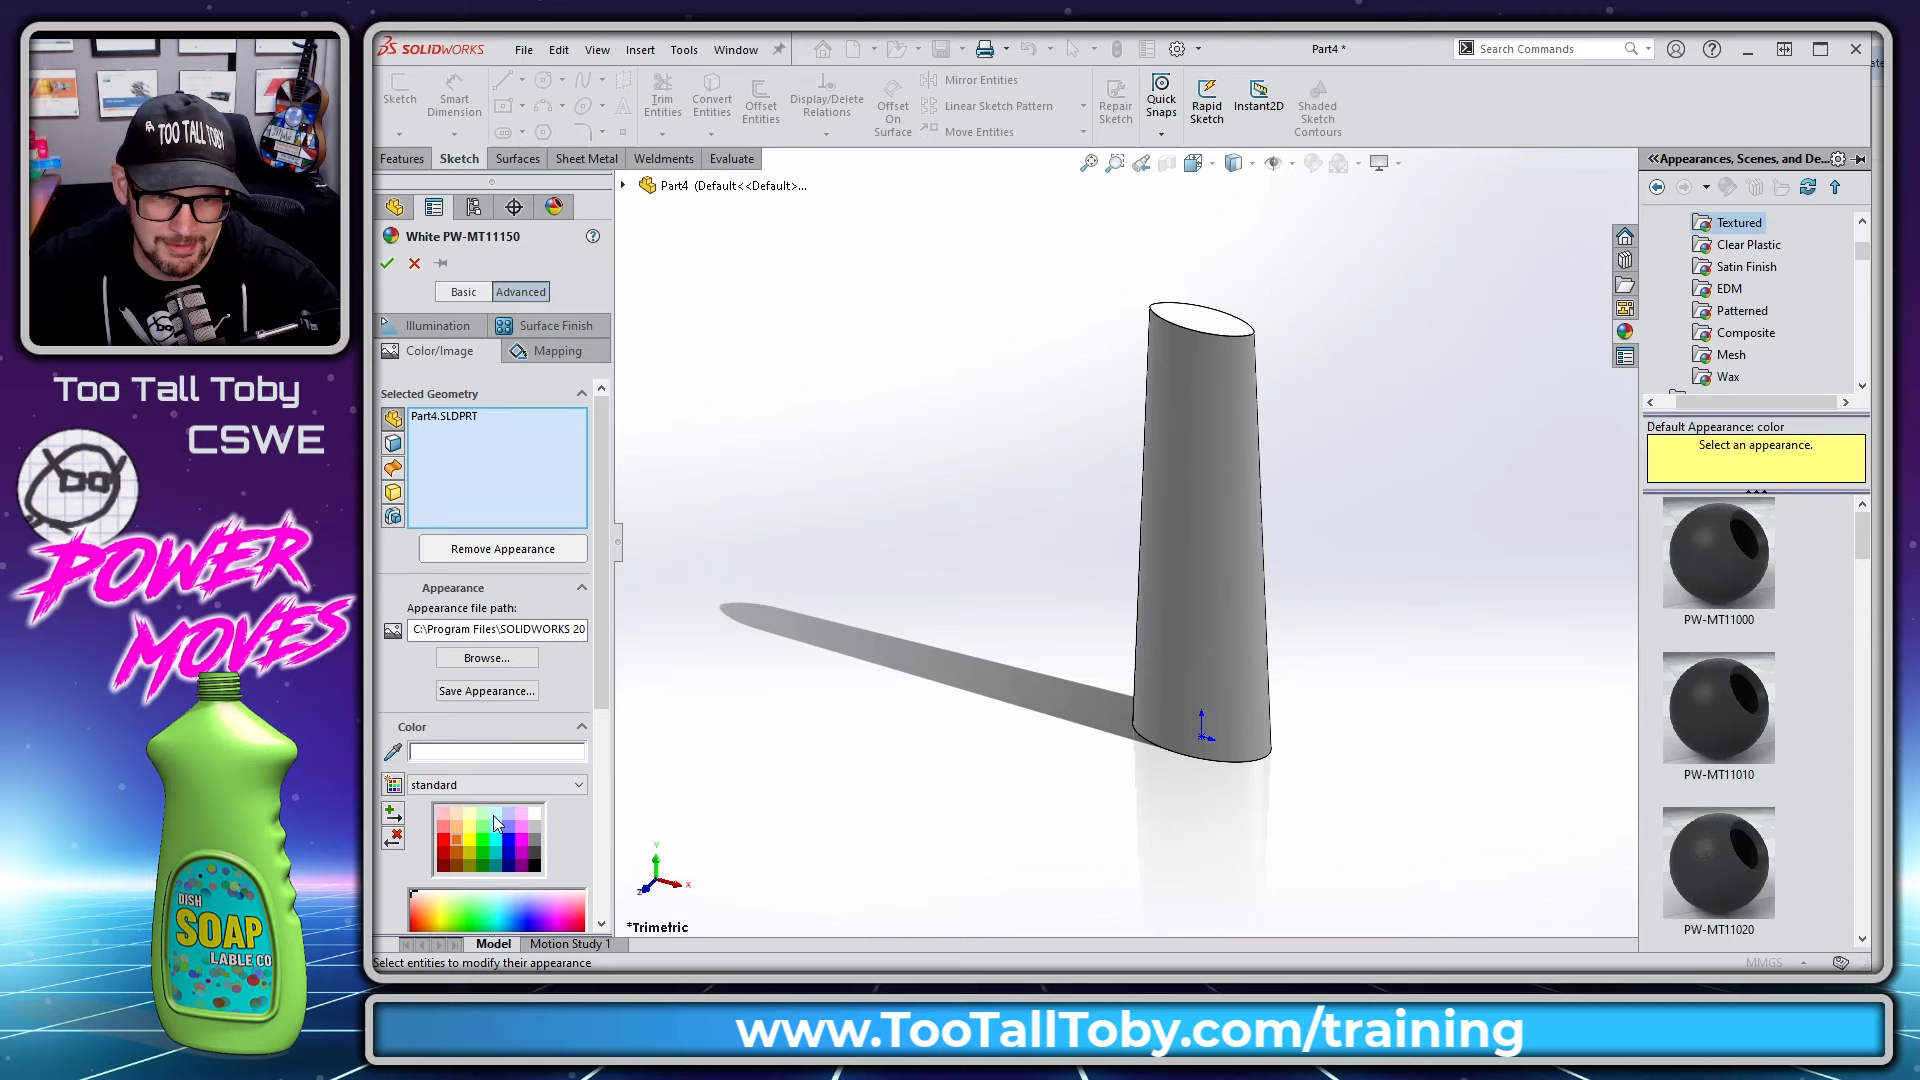 TOO TALL TOBY
Too Tall Toby
CSWE
POWER
MOVES
DISH
SOAP
LABLE CO
SOLIDWORKS
File
Edit
View
Insert
Tools
Window
Part4 *
Search Commands
Sketch
Smart
Dimension
Trim
Entities
Convert
Entities
Offset
Entities
Display/Delete
Relations
Offset
On
Surface
Mirror Entities
Linear Sketch Pattern
Move Entities
Repair
Sketch
Quick
Snaps
Rapid
Sketch
Instant2D
Shaded
Sketch
Contours
Features
Sketch
Surfaces
Sheet Metal
Weldments
Evaluate
Part4 (Default<<Default>...
White PW-MT11150
Basic
Advanced
Illumination
Surface Finish
Color/Image
Mapping
Selected Geometry
Part4.SLDPRT
Remove Appearance
Appearance
Appearance file path:
C:\Program Files\SOLIDWORKS 20
Browse...
Save Appearance...
Color
standard
Y
X
Z
*Trimetric
Model
Motion Study 1
Select entities to modify their appearance
MMGS
Appearances, Scenes, and De...
Textured
Clear Plastic
Satin Finish
EDM
Patterned
Composite
Mesh
Wax
Default Appearance: color
Select an appearance.
PW-MT11000
PW-MT11010
PW-MT11020
www.TooTallToby.com/training